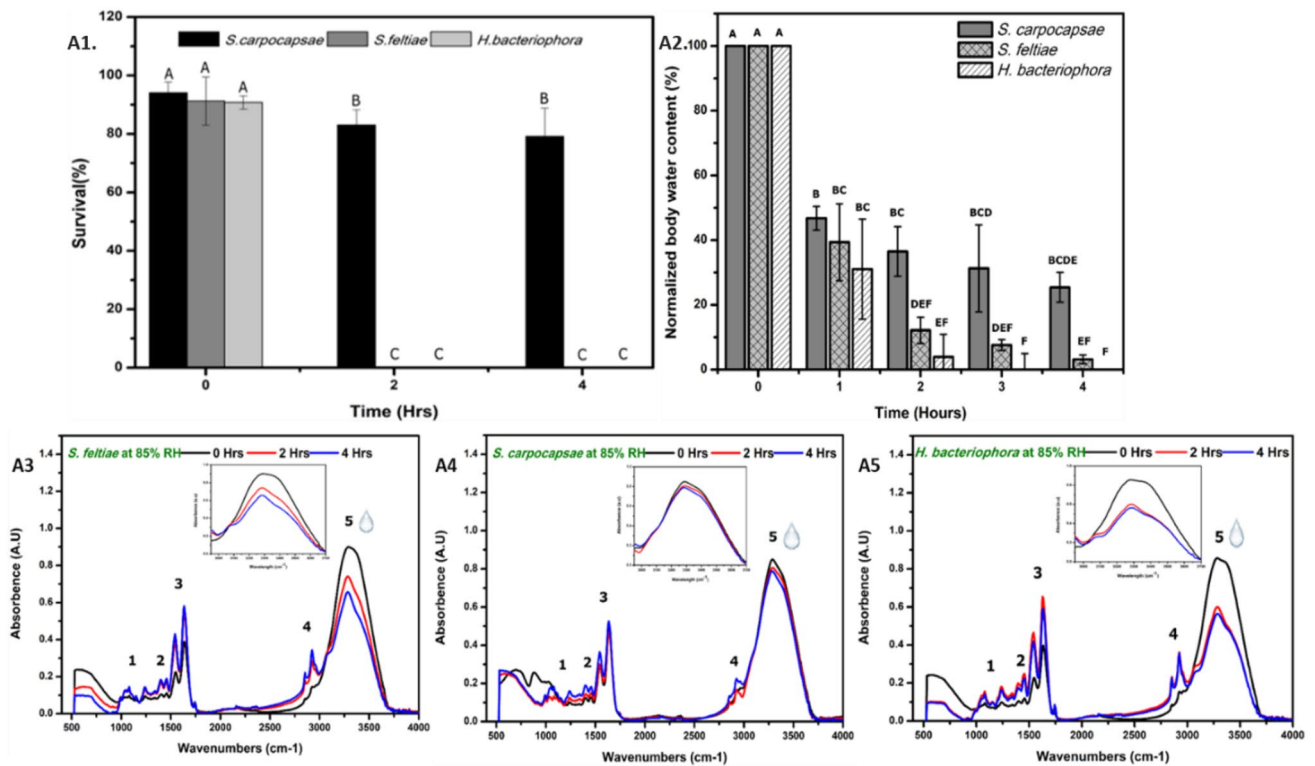 A1.
120
100
80
60
40
20
0
Survival(%)
S.carpocapsae S.feltiae H.bacteriophora
A A A B C C B C C
0 2 4
Time (Hrs)
A2.
100
80
60
40
20
0
Normalized body water content (%)
S. carpocapsae
S. feltiae
H. bacteriophora
A A A
B BC BC
BC DEF EF
BCD DEF F
BCDE EF F
0 1 2 3 4
Time (Hours)
A3
S. feltiae at 85% RH 0 Hrs 2 Hrs 4 Hrs
1.4
1.2
1.0
0.8
0.6
0.4
0.2
0.0
Absorbence (A.U)
1 2 3 4 5
500 1000 1500 2000 2500 3000 3500 4000
Wavenumbers (cm-1)
A4
S. carpocapsae at 85% RH 0 Hrs 2 Hrs 4 Hrs
1.4
1.2
1.0
0.8
0.6
0.4
0.2
0.0
Absorbence (A.U)
1 2 3 4 5
500 1000 1500 2000 2500 3000 3500 4000
Wavenumbers (cm-1)
A5
H. bacteriophora at 85% RH 0 Hrs 2 Hrs 4 Hrs
1.4
1.2
1.0
0.8
0.6
0.4
0.2
0.0
Absorbence (A.U)
1 2 3 4 5
500 1000 1500 2000 2500 3000 3500 4000
Wavenumbers (cm-1)